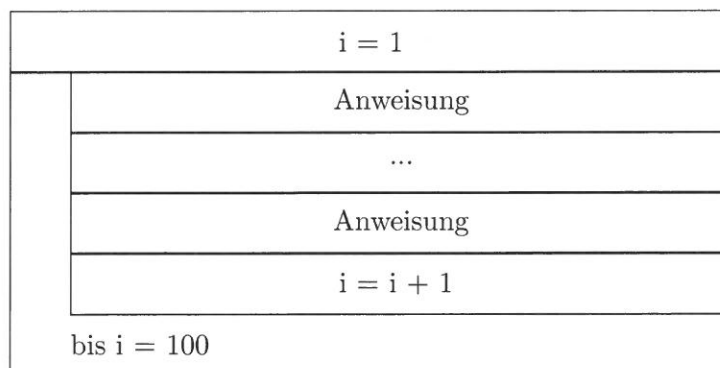 i = 1
Anweisung
...
Anweisung
i = i + 1
bis i = 100